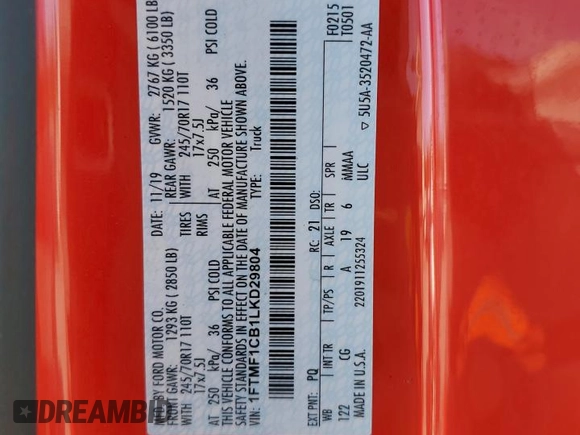 MFD. BY FORD MOTOR CO.
DATE: 11/19 GVWR: 2767 KG ( 6100 LB
FRONT GAWR: 1293 KG ( 2850 LB) REAR GAWR: 1520 KG ( 3350 LB)
WITH 245/70R17 110T TIRES WITH 245/70R17 110T
17x7.5J RIMS 17x7.5J
AT 250 kPa/ 36 PSI COLD AT 250 kPa/ 36 PSI COLD
THIS VEHICLE CONFORMS TO ALL APPLICABLE FEDERAL MOTOR VEHICLE
SAFETY STANDARDS IN EFFECT ON THE DATE OF MANUFACTURE SHOWN ABOVE.
VIN: 1FTMF1CB1LKD29804 TYPE: Truck
EXT PNT: PQ RC: 21 DSO: F0215
WB INT TR TP/PS R AXLE TR SPR T0501
122 CG A 19 6 MMAA
MADE IN U.S.A. 2201911255324 ULC ▽ 5U5A-3520472-AA
DREAMBID